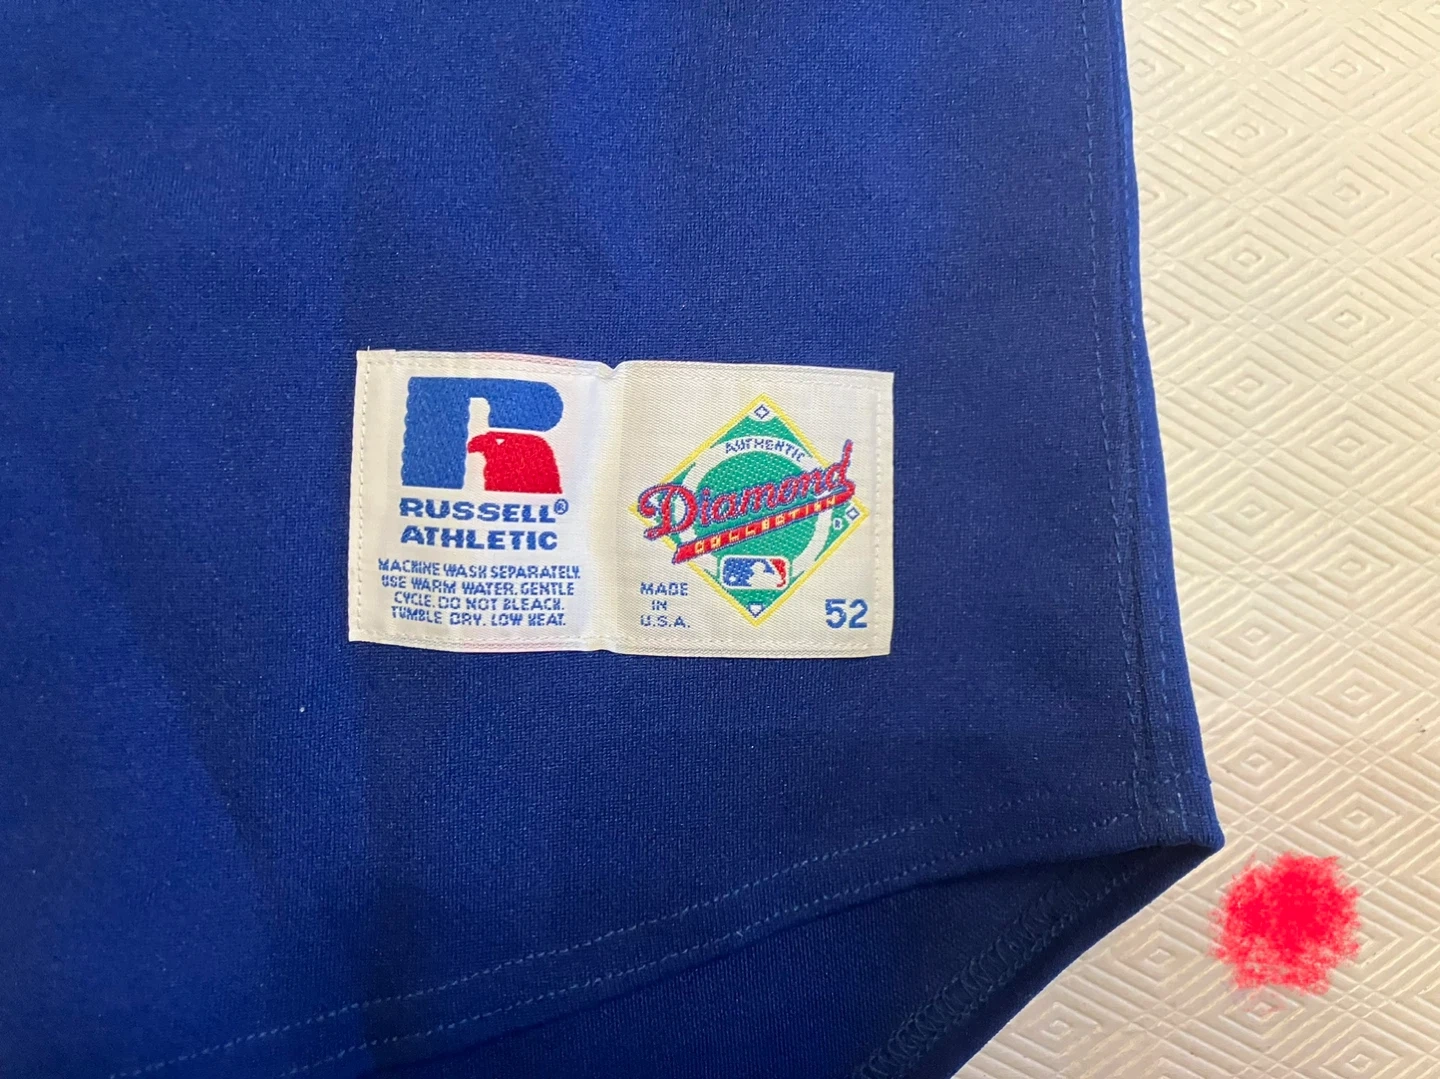 RUSSELL®
ATHLETIC
MACHINE WASH SEPARATELY.
USE WARM WATER. GENTLE
CYCLE. DO NOT BLEACH.
TUMBLE DRY. LOW HEAT.
AUTHENTIC
Diamond
COLLECTION
MADE
IN
U.S.A.
52